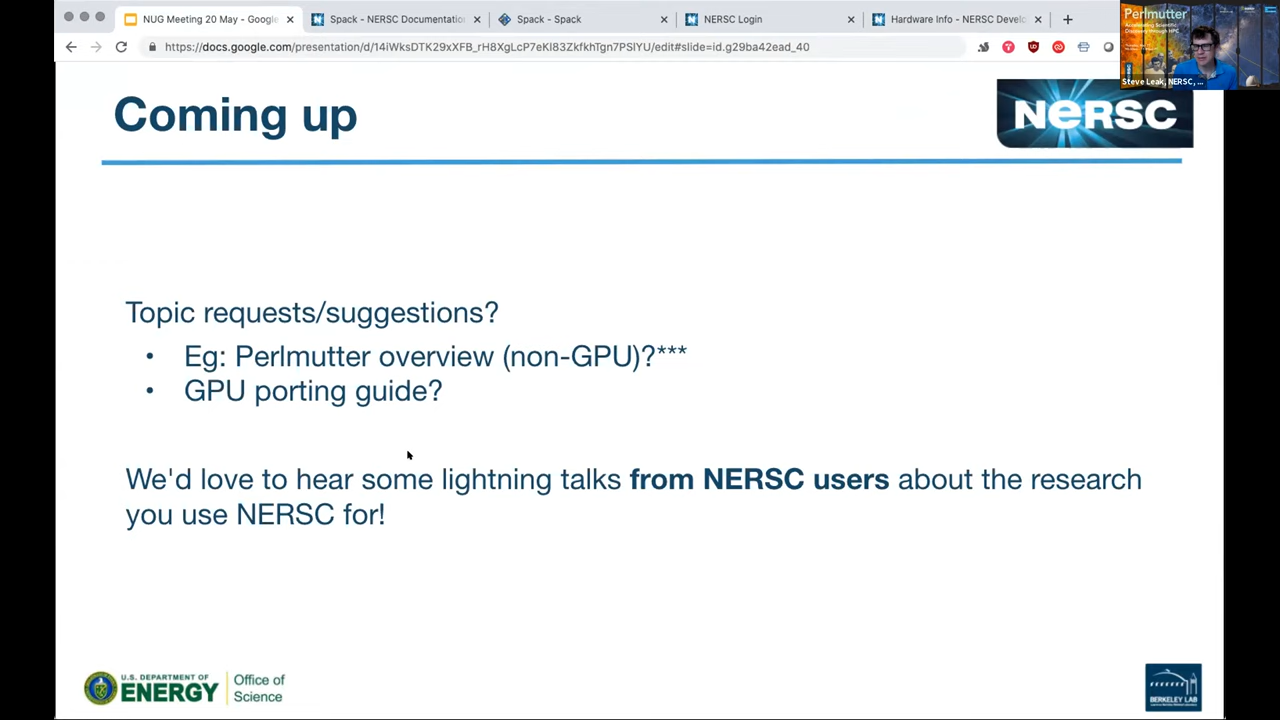 NUG Meeting 20 May - Google
Spack - NERSC Documentation
Spack - Spack
NERSC Login
Hardware Info - NERSC Devel
https://docs.google.com/presentation/d/14iWksDTK29xXFB_rH8XgLcP7eKl83ZkfkhTgn7PSlYU/edit#slide=id.g29ba42ead_40
Perlmutter
Steve Leak, NERSC, ...
Coming up
NERSC
Topic requests/suggestions?
• Eg: Perlmutter overview (non-GPU)?***
• GPU porting guide?
We'd love to hear some lightning talks from NERSC users about the research
you use NERSC for!
U.S. DEPARTMENT OF
ENERGY
Office of
Science
BERKELEY LAB